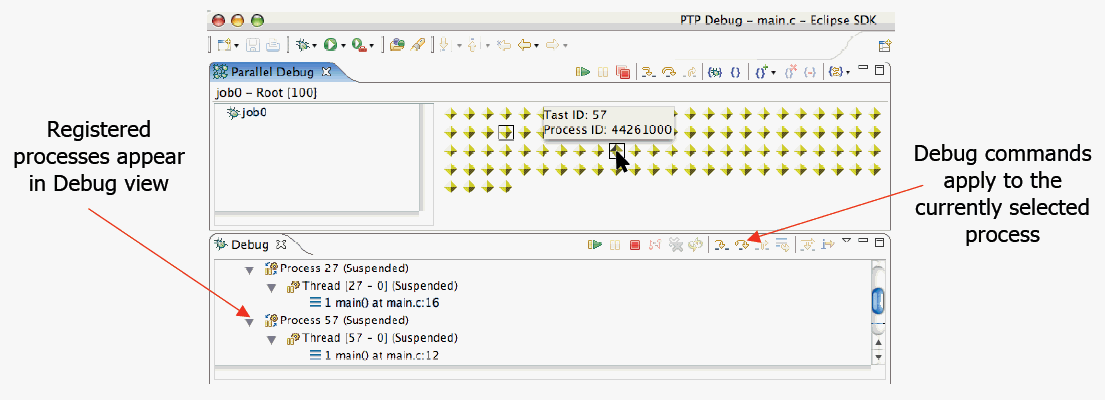 PTP Debug - main.c - Eclipse SDK
Parallel Debug
job0 - Root [100]
job0
Tast ID: 57
Process ID: 44261000
Registered
processes appear
in Debug view
Debug commands
apply to the
currently selected
process
Debug
Process 27 (Suspended)
Thread [27 - 0] (Suspended)
1 main() at main.c:16
Process 57 (Suspended)
Thread [57 - 0] (Suspended)
1 main() at main.c:12